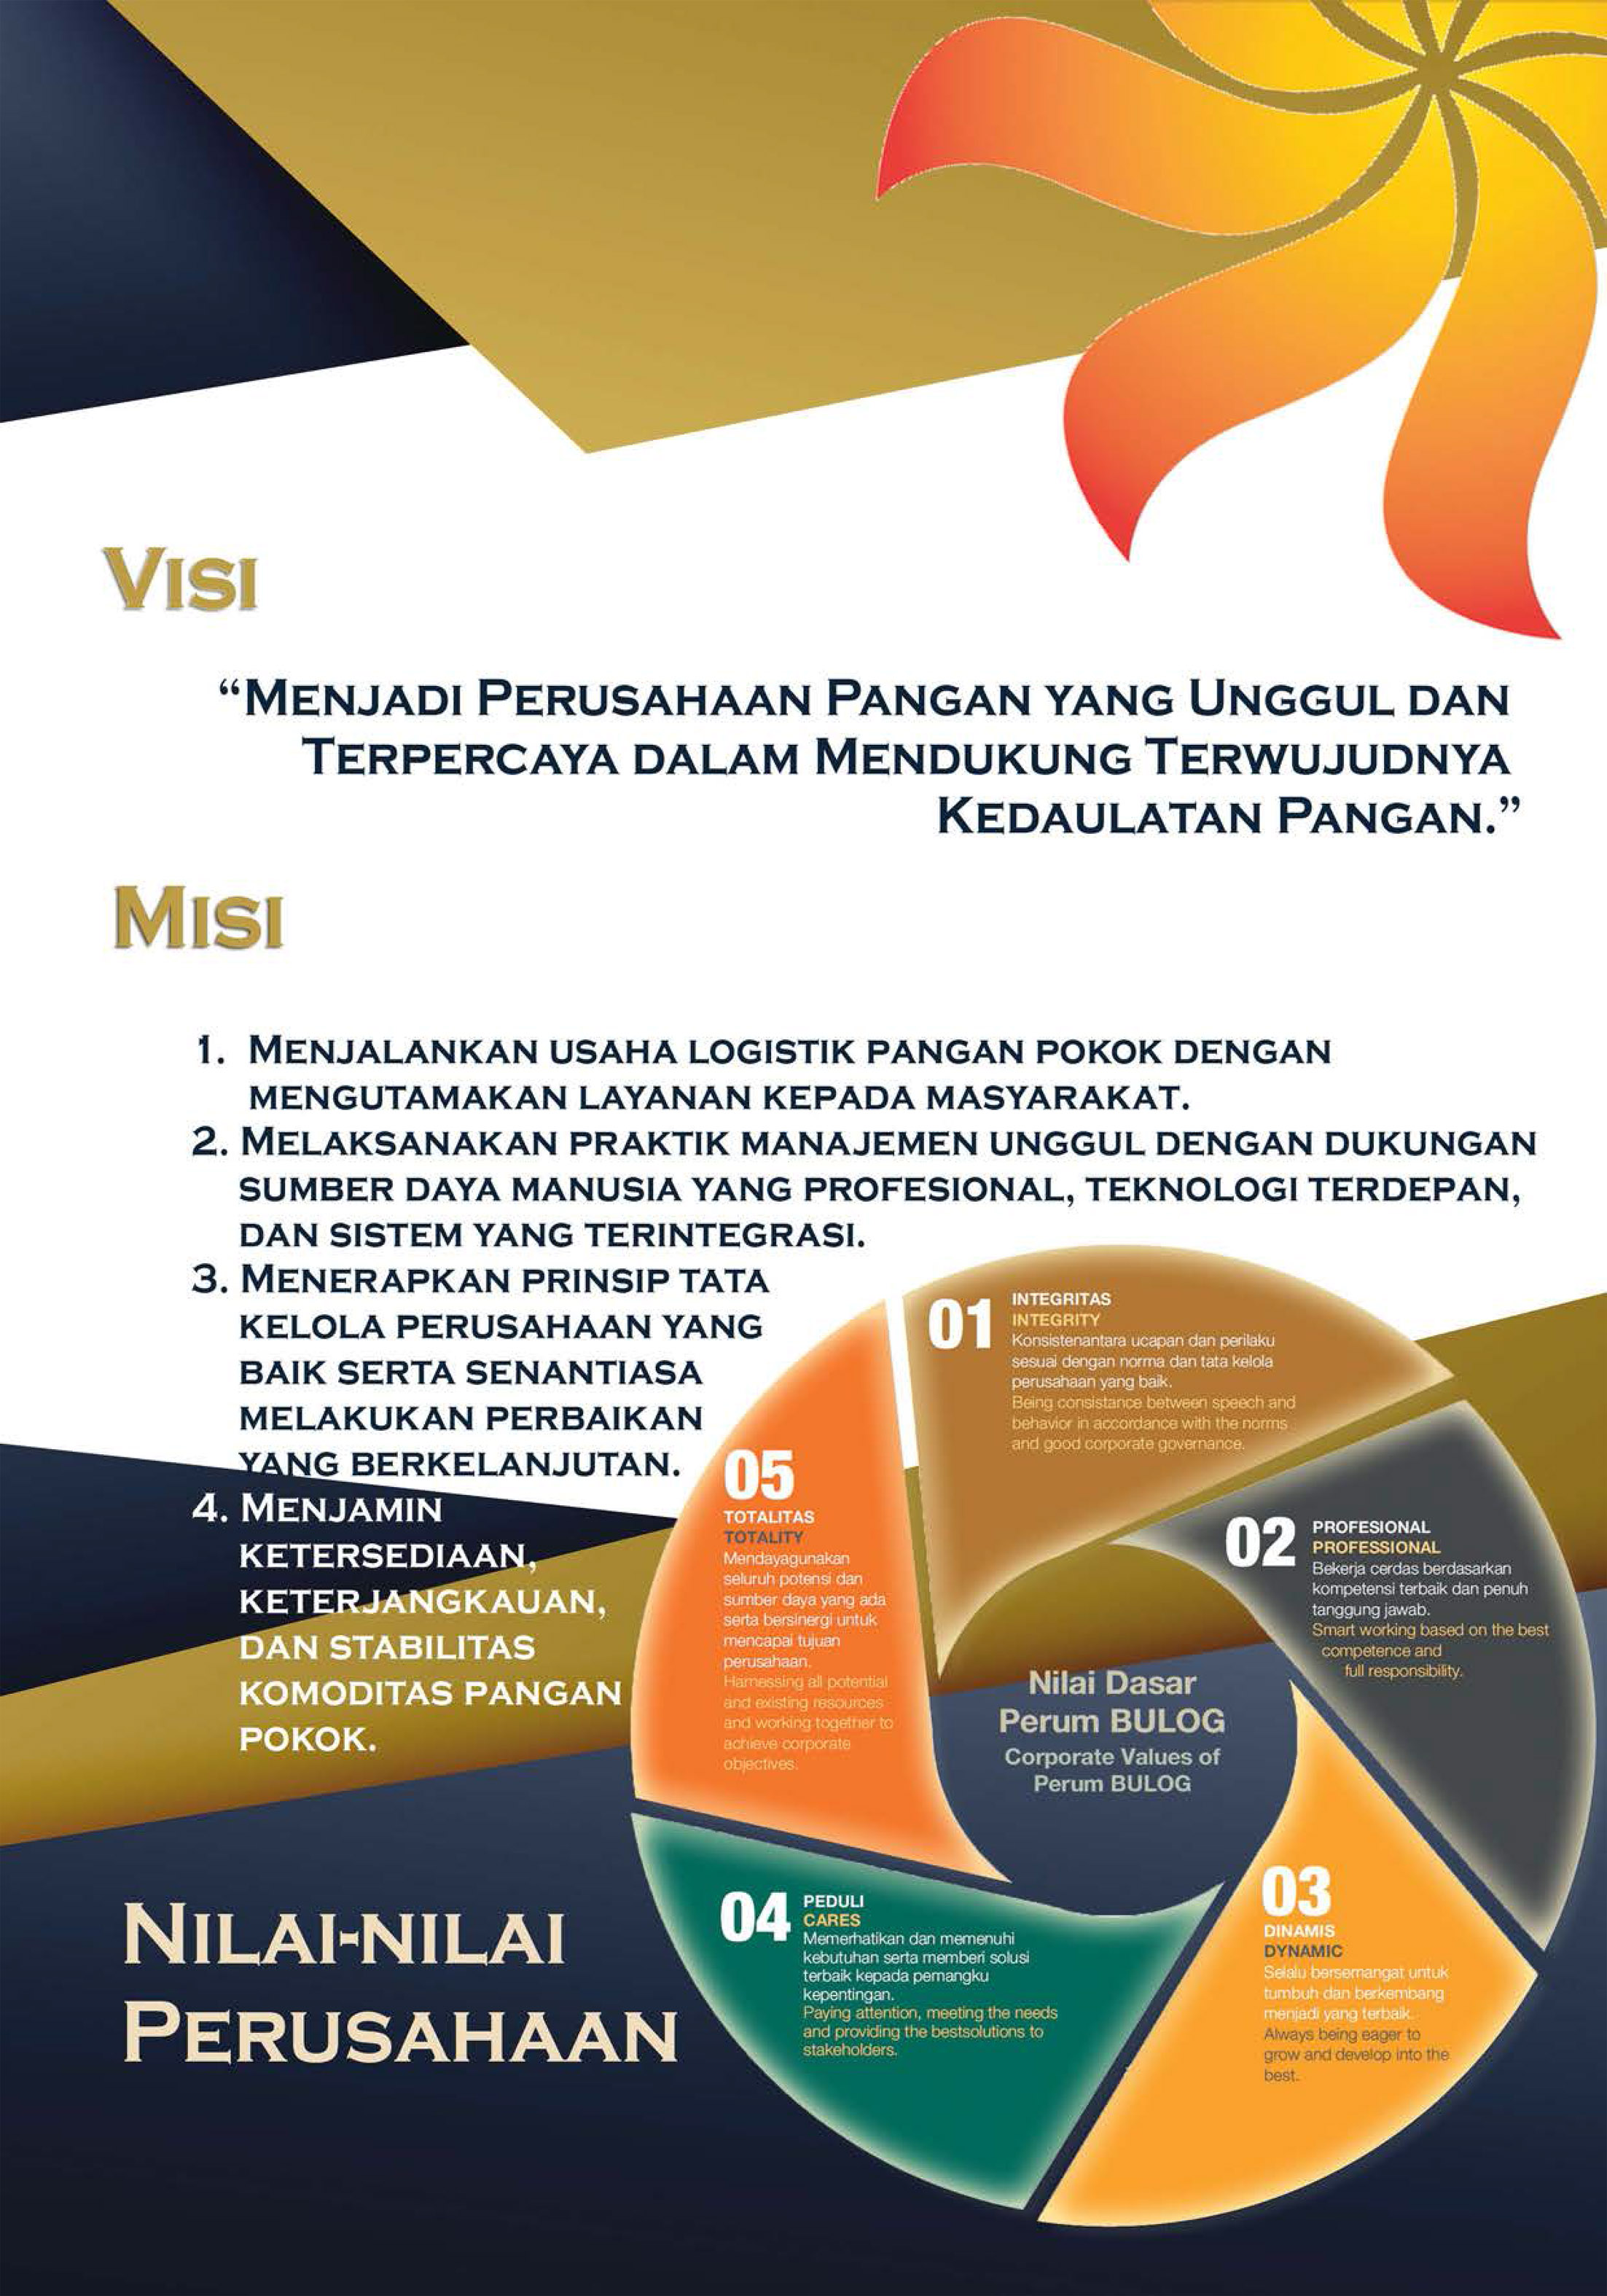 VISI
“MENJADI PERUSAHAAN PANGAN YANG UNGGUL DAN
TERPERCAYA DALAM MENDUKUNG TERWUJUDNYA
KEDAULATAN PANGAN.”
MISI
1. MENJALANKAN USAHA LOGISTIK PANGAN POKOK DENGAN
MENGUTAMAKAN LAYANAN KEPADA MASYARAKAT.
2. MELAKSANAKAN PRAKTIK MANAJEMEN UNGGUL DENGAN DUKUNGAN
SUMBER DAYA MANUSIA YANG PROFESIONAL, TEKNOLOGI TERDEPAN,
DAN SISTEM YANG TERINTEGRASI.
3. MENERAPKAN PRINSIP TATA
KELOLA PERUSAHAAN YANG
BAIK SERTA SENANTIASA
MELAKUKAN PERBAIKAN
YANG BERKELANJUTAN.
4. MENJAMIN
KETERSEDIAAN,
KETERJANGKAUAN,
DAN STABILITAS
KOMODITAS PANGAN
POKOK.
NILAI-NILAI
PERUSAHAAN
Nilai Dasar
Perum BULOG
Corporate Values of
Perum BULOG
01
INTEGRITAS
INTEGRITY
Konsistenantara ucapan dan perilaku
sesuai dengan norma dan tata kelola
perusahaan yang baik.
Being consistance between speech and
behavior in accordance with the norms
and good corporate governance.
02
PROFESIONAL
PROFESSIONAL
Bekerja cerdas berdasarkan
kompetensi terbaik dan penuh
tanggung jawab.
Smart working based on the best
competence and
full responsibility.
03
DINAMIS
DYNAMIC
Selalu bersemangat untuk
tumbuh dan berkembang
menjadi yang terbaik.
Always being eager to
grow and develop into the
best.
04
PEDULI
CARES
Memerhatikan dan memenuhi
kebutuhan serta memberi solusi
terbaik kepada pemangku
kepentingan.
Paying attention, meeting the needs
and providing the bestsolutions to
stakeholders.
05
TOTALITAS
TOTALITY
Mendayagunakan
seluruh potensi dan
sumber daya yang ada
serta bersinergi untuk
mencapai tujuan
perusahaan.
Harnessing all potential
and existing resources
and working together to
achieve corporate
objectives.